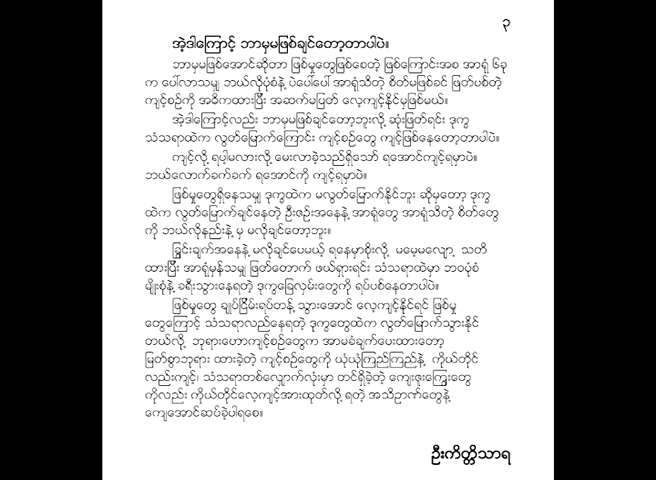 ၃
အဲ့ဒါကြောင့် ဘာမှမဖြစ်ချင်တော့တာပါပဲ။
ဘာမှမဖြစ်အောင်ဆိုတာ ဖြစ်မှုတွေဖြစ်စေတဲ့ ဖြစ်ကြောင်းအစ အာရုံ ၆ခု
က ပေါ်လာသမျှ ဘယ်လိုပုံစံနဲ့ ပဲပေါ်ပေါ် အာရုံသိတဲ့ စိတ်မဖြစ်ခင် ဖြတ်ပစ်တဲ့
ကျင့်စဉ်ကို အဓိကထားပြီး အဆက်မပြတ် လေ့ကျင့်နိုင်မှဖြစ်မယ်။
အဲ့ဒါကြောင့်လည်း ဘာမှမဖြစ်ချင်တော့ဘူးလို့ ဆုံးဖြတ်ရင်း ဒုက္ခ
သံသရာထဲက လွတ်မြောက်ကြောင်း ကျင့်စဉ်တွေ ကျင့်ဖြစ်နေတော့တာပါပဲ။
ကျင့်လို့ ရပါ့မလားလို့ မေးလာခဲ့သည်ရှိသော် ရအောင်ကျင့်ရမှာပဲ။
ဘယ်လောက်ခက်ခက် ရအောင်ကို ကျင့်ရမှာပဲ။
ဖြစ်မှုတွေရှိနေသမျှ ဒုက္ခထဲက မလွတ်မြောက်နိုင်ဘူး ဆိုမှတော့ ဒုက္ခ
ထဲက လွတ်မြောက်ချင်နေတဲ့ ဦးဇဉ်းအနေနဲ့ အာရုံတွေ အာရုံသိတဲ့ စိတ်တွေ
ကို ဘယ်လိုနည်းနဲ့ မှ မလိုချင်တော့ဘူး။
ခြွင်းချက်အနေနဲ့ မလိုချင်ပေမယ့် ရနေမှာစိုးလို့ မမေ့မလျော့ သတိ
ထားပြီး အာရုံမှန်သမျှ ဖြတ်တောက် ဖယ်ရှားရင်း သံသရာထဲမှာ ဘဝပုံစံ
မျိုးစုံနဲ့ ခရီးသွားနေရတဲ့ ဒုက္ခခြေလှမ်းတွေကို ရပ်ပစ်နေတာပါပဲ။
ဖြစ်မှုတွေ ချုပ်ငြိမ်းရပ်တန့် သွားအောင် လေ့ကျင့်နိုင်ရင် ဖြစ်မှု
တွေကြောင့် သံသရာလည်နေရတဲ့ ဒုက္ခတွေထဲက လွတ်မြောက်သွားနိုင်
တယ်လို့ ဘုရားဟောကျင့်စဉ်တွေက အာမခံချက်ပေးထားတော့
မြတ်စွာဘုရား ထားခဲ့တဲ့ ကျင့်စဉ်တွေကို ယုံယုံကြည်ကြည်နဲ့ ကိုယ်တိုင်
လည်းကျင့်၊ သံသရာတစ်လျှောက်လုံးမှာ တင်ရှိခဲ့တဲ့ ကျေးဇူးကြွေးတွေ
ကိုလည်း ကိုယ်တိုင်လေ့ကျင့်အားထုတ်လို့ ရတဲ့ အသိဉာဏ်တွေနဲ့
ကျေအောင်ဆပ်ခဲ့ပါရစေ။
ဦးကိတ္တိသာရ